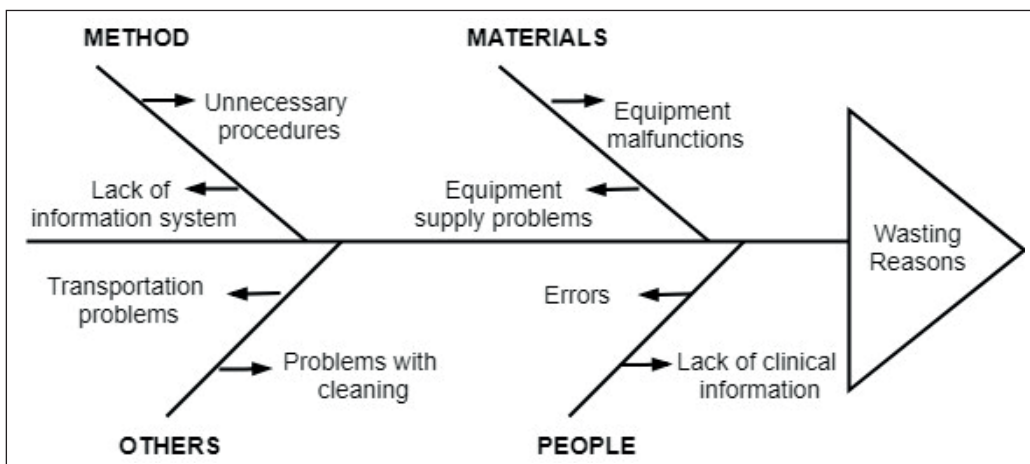 METHOD
MATERIALS
Unnecessary
procedures
Equipment
malfunctions
Lack of
information system
Equipment
supply problems
Wasting
Reasons
Transportation
problems
Errors
Problems with
cleaning
Lack of clinical
information
OTHERS
PEOPLE